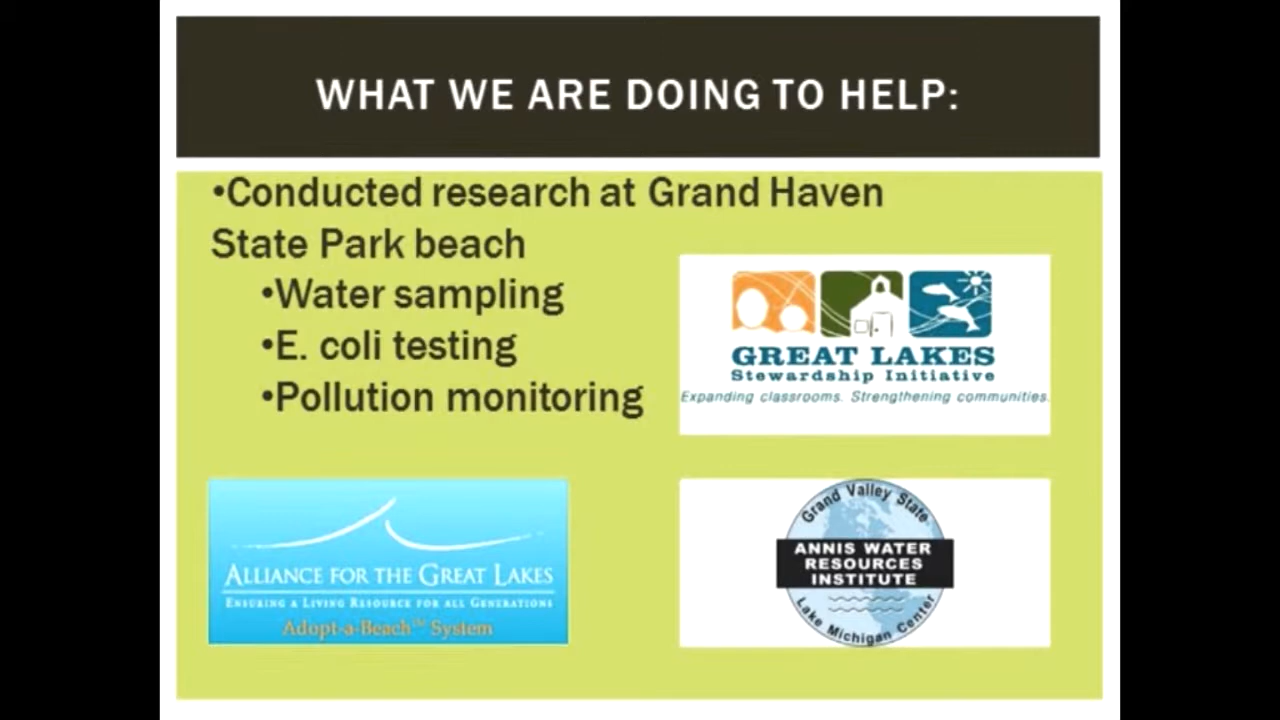 WHAT WE ARE DOING TO HELP:
•Conducted research at Grand Haven
State Park beach
•Water sampling
•E. coli testing
•Pollution monitoring
GREAT LAKES
Stewardship Initiative
Expanding classrooms. Strengthening communities.
ALLIANCE FOR THE GREAT LAKES
ENSURING A LIVING RESOURCE FOR ALL GENERATIONS
Adopt-a-Beach™ System
Grand Valley State
ANNIS WATER
RESOURCES
INSTITUTE
Lake Michigan Center